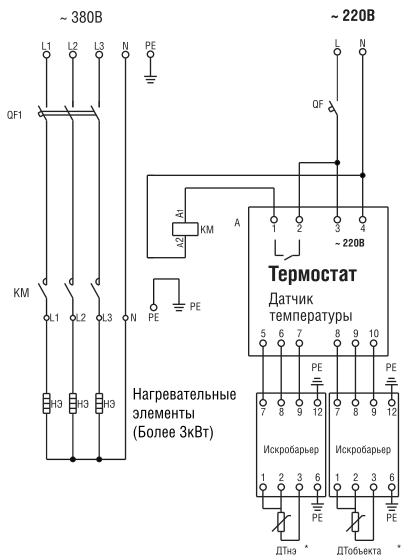 ~ 380В
~ 220В
L1 L2 L3 N PE
L N
QF1
QF
A1
A2
KM
A
1 2 3 4
~ 220В
Термостат
Датчик
температуры
KM
L1 L2 L3 N
PE
PE
5 6 7 8 9 10
НЭ НЭ НЭ
Нагревательные
элементы
(Более 3кВт)
PE PE
7 8 9 12 7 8 9 12
Искробарьер Искробарьер
1 2 3 6 1 2 3 6
PE PE
ДТнэ * ДТобъекта *